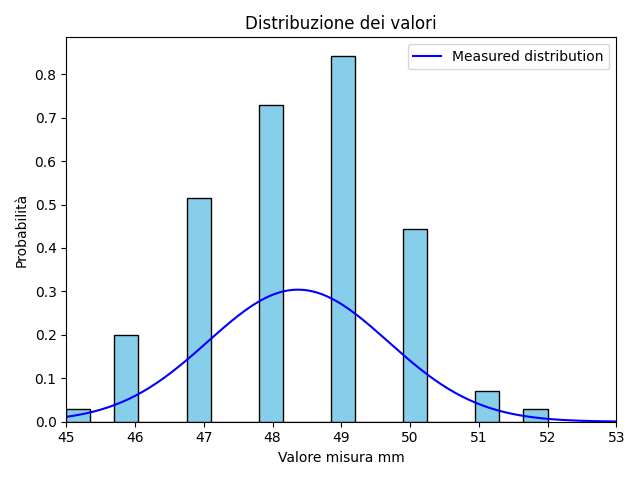 Distribuzione dei valori
Measured distribution
Probabilità
0.8
0.7
0.6
0.5
0.4
0.3
0.2
0.1
0.0
45 46 47 48 49 50 51 52 53
Valore misura mm